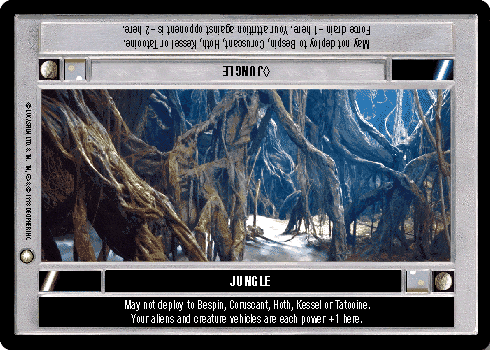 Force drain -1 here. Your attrition against opponent is -2 here.
May not deploy to Bespin, Coruscant, Hoth, Kessel or Tatooine.
◊JUNGLE
JUNGLE
May not deploy to Bespin, Coruscant, Hoth, Kessel or Tatooine.
Your aliens and creature vehicles are each power +1 here.